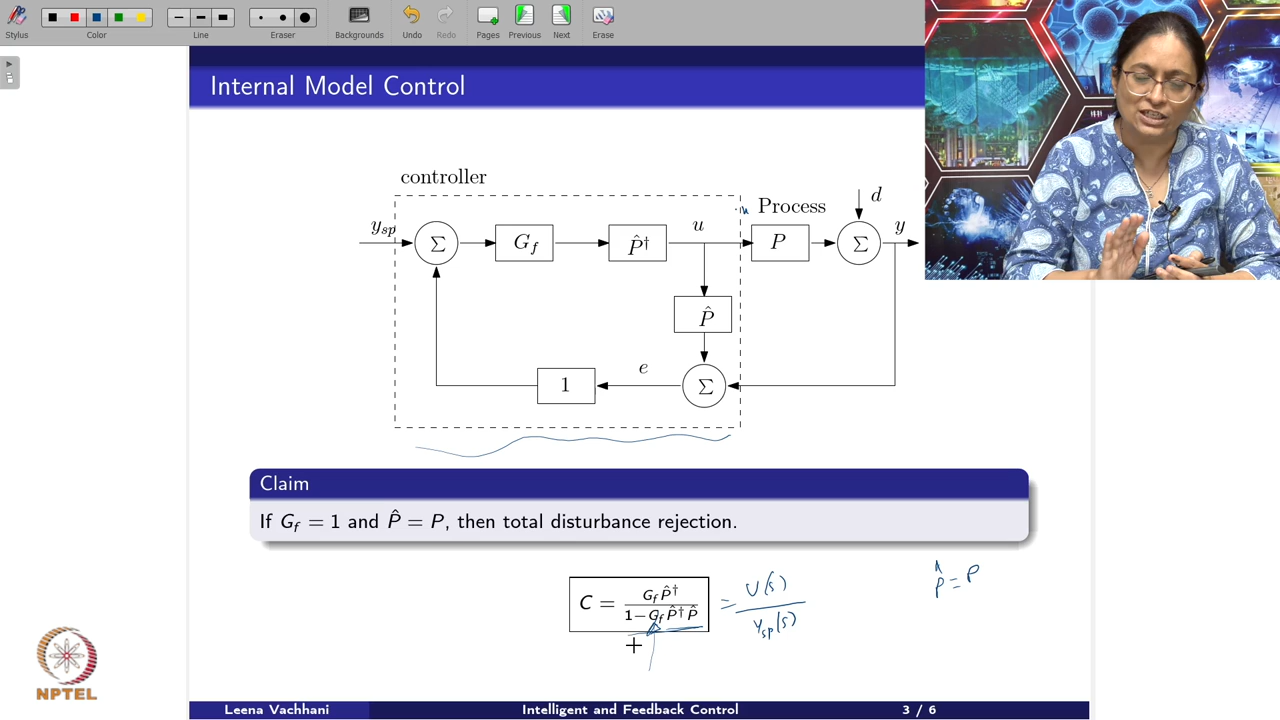 Stylus Color Line Eraser Backgrounds Undo Redo Pages Previous Next Erase
Internal Model Control
controller
y_sp Σ G_f P̂† u Process P d Σ y
P̂
1 e Σ
Claim
If G_f = 1 and P̂ = P, then total disturbance rejection.
P̂ = P
C = G_f P̂† / (1 − G_f P̂† P̂) = U(s) / Y_sp(s)
NPTEL
Leena Vachhani Intelligent and Feedback Control 3 / 6